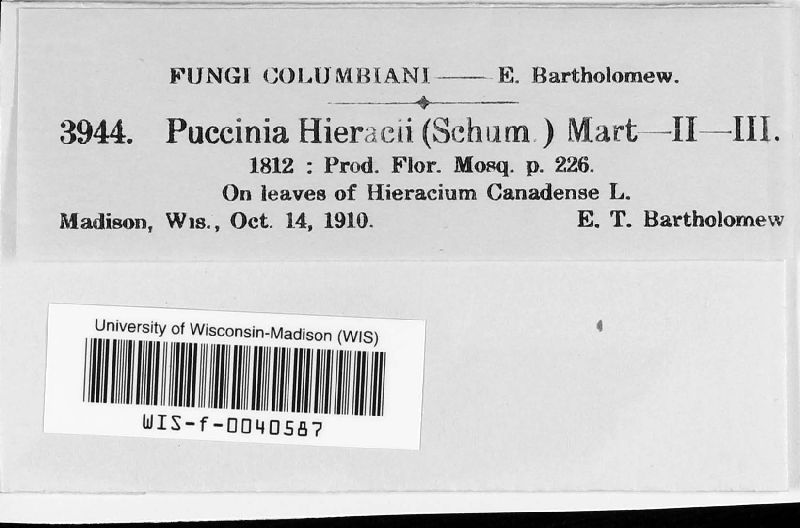 FUNGI COLUMBIANI — E. Bartholomew.
3944. Puccinia Hieracii (Schum.) Mart—II—III.
1812 : Prod. Flor. Mosq. p. 226.
On leaves of Hieracium Canadense L.
Madison, Wis., Oct. 14, 1910. E. T. Bartholomew
University of Wisconsin-Madison (WIS)
WIS-f-0040587